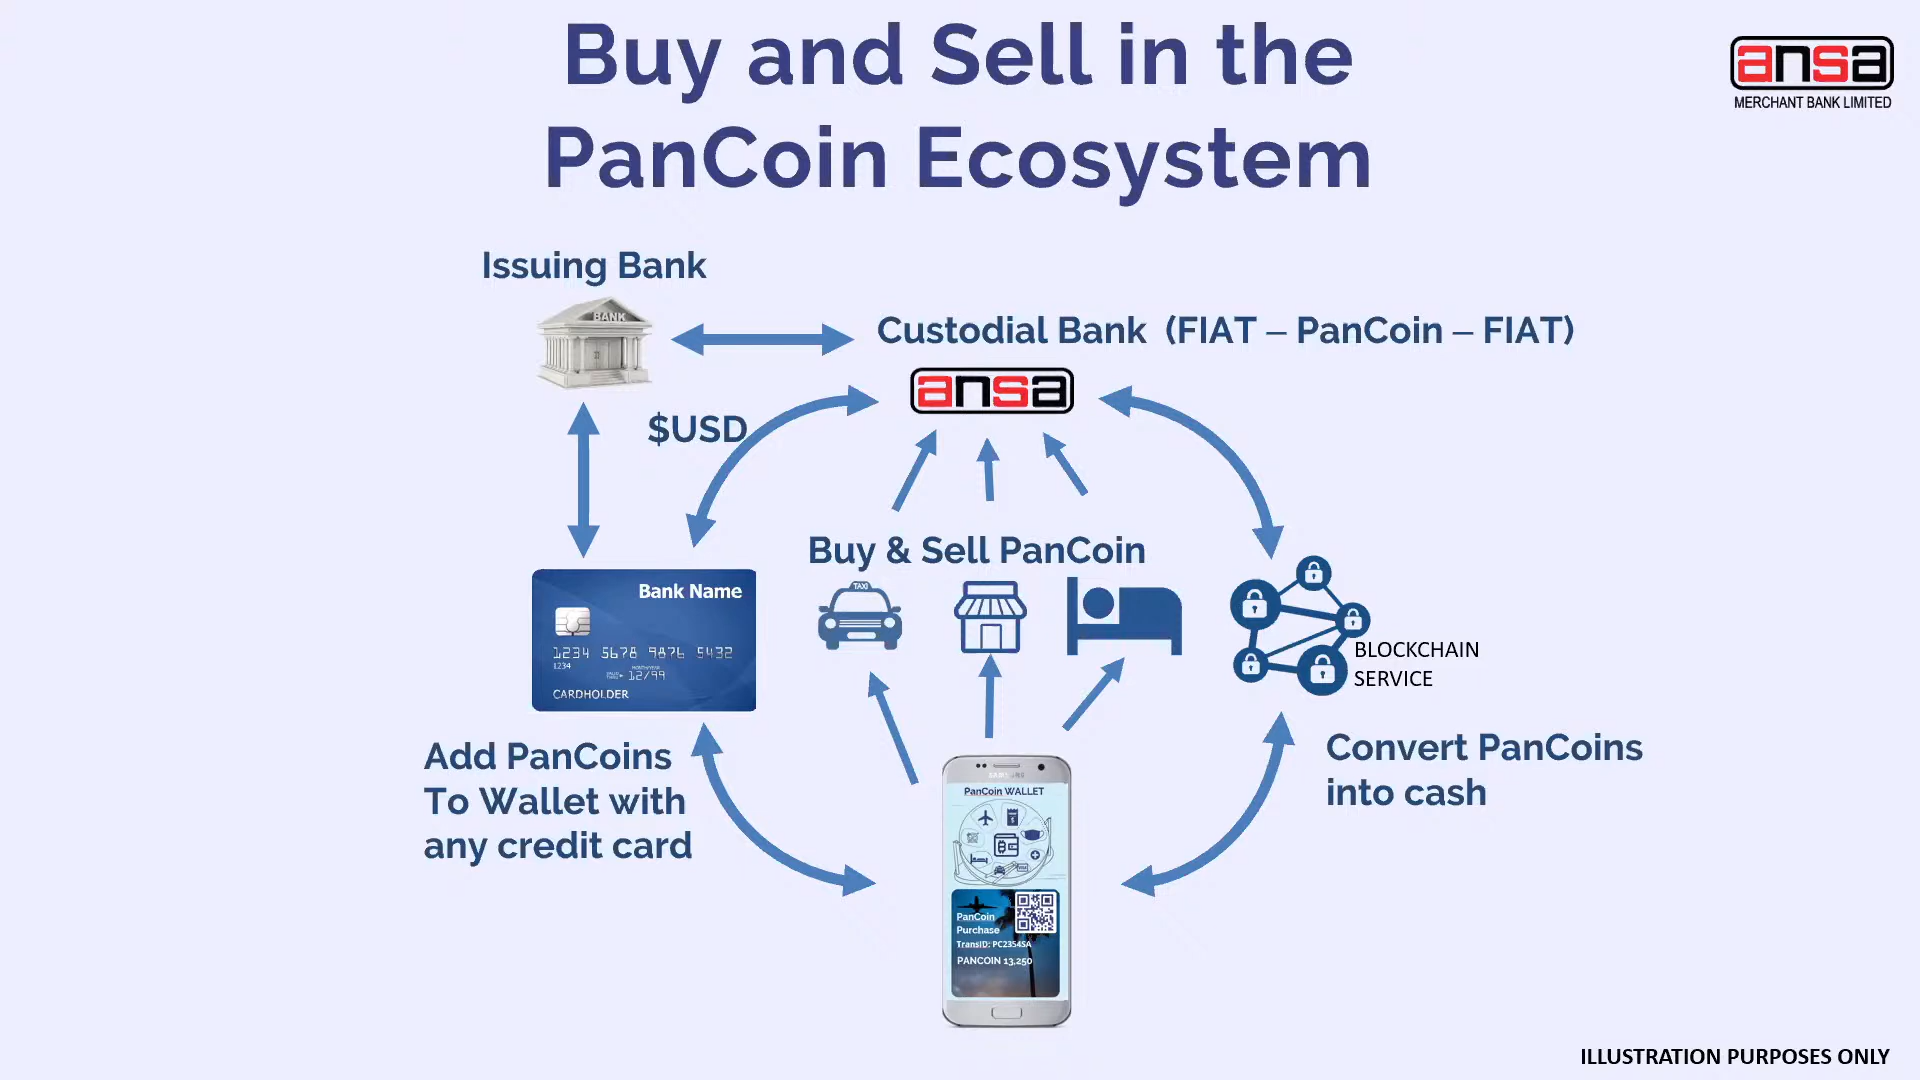 Buy and Sell in the
PanCoin Ecosystem
ansa
MERCHANT BANK LIMITED
Issuing Bank
BANK
Custodial Bank (FIAT – PanCoin – FIAT)
ansa
$USD
Buy & Sell PanCoin
TAXI
Bank Name
1234 5678 9876 5432
1234
12/99
CARDHOLDER
BLOCKCHAIN
SERVICE
Add PanCoins
To Wallet with
any credit card
Convert PanCoins
into cash
SAMSUNG
PanCoin WALLET
PanCoin
Purchase
TransID: PC2354SA
PANCOIN 13,250
ILLUSTRATION PURPOSES ONLY